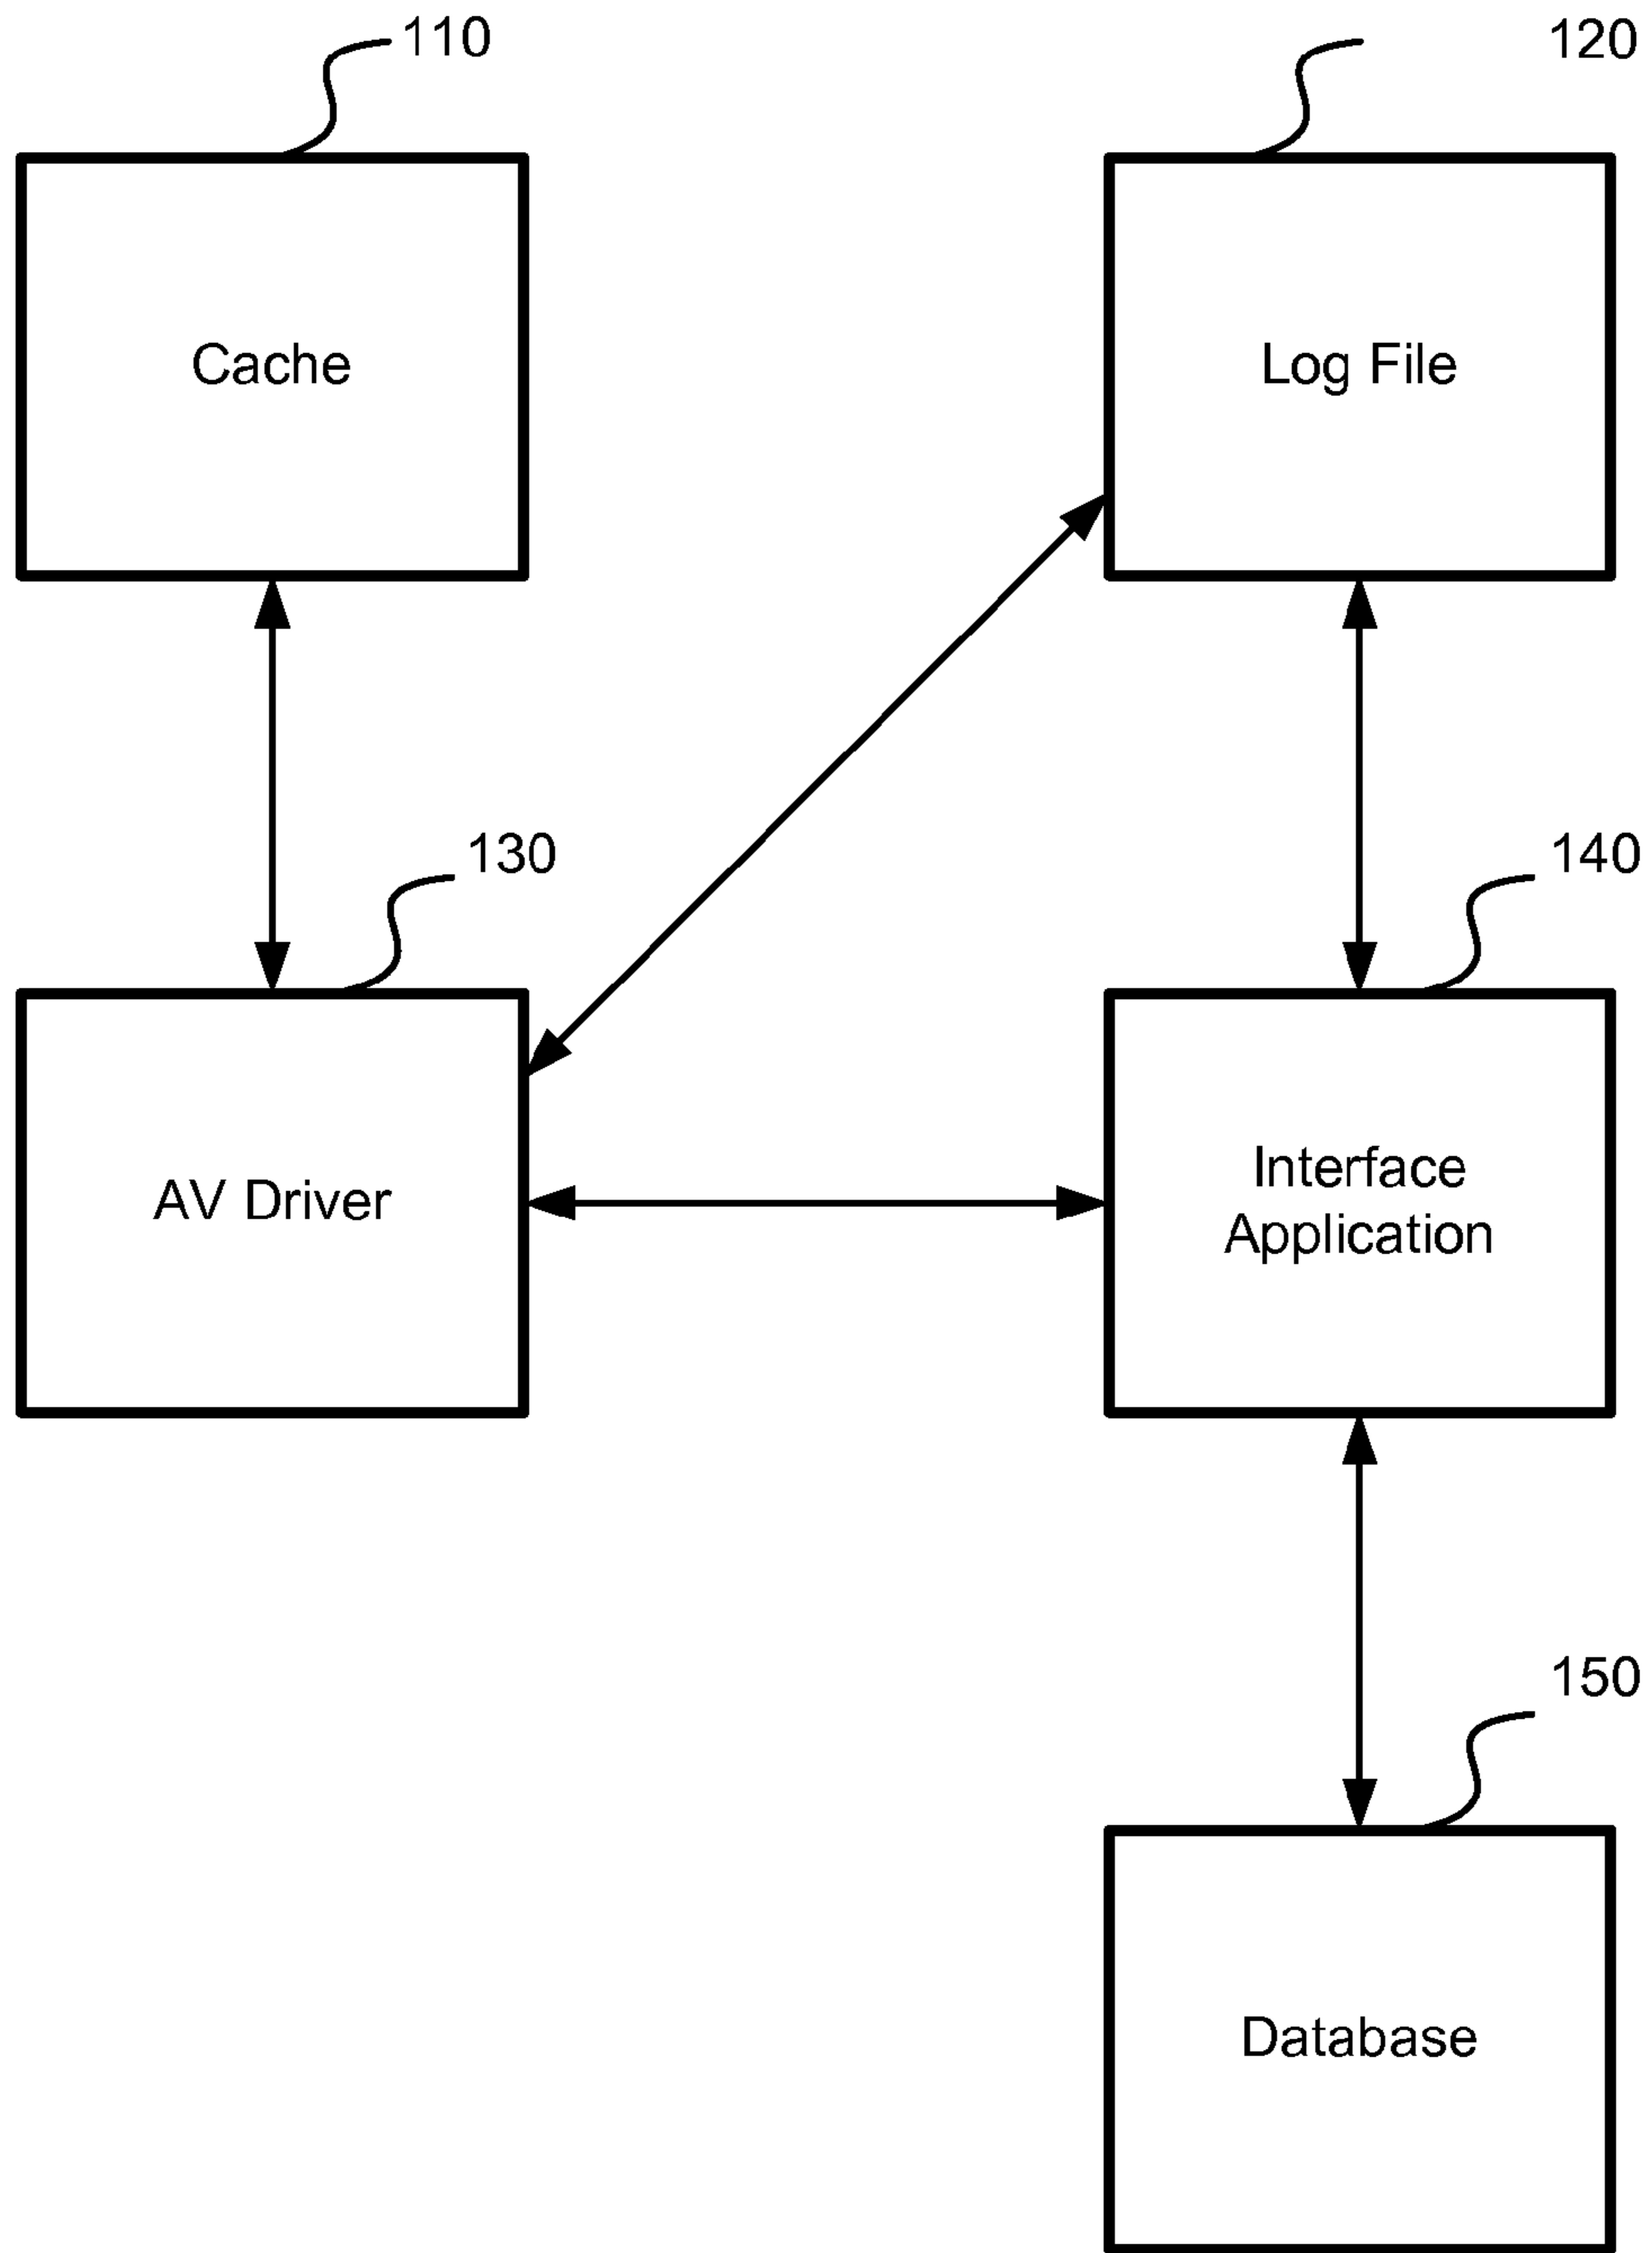 110
120
Cache
Log File
130
140
AV Driver
Interface
Application
150
Database